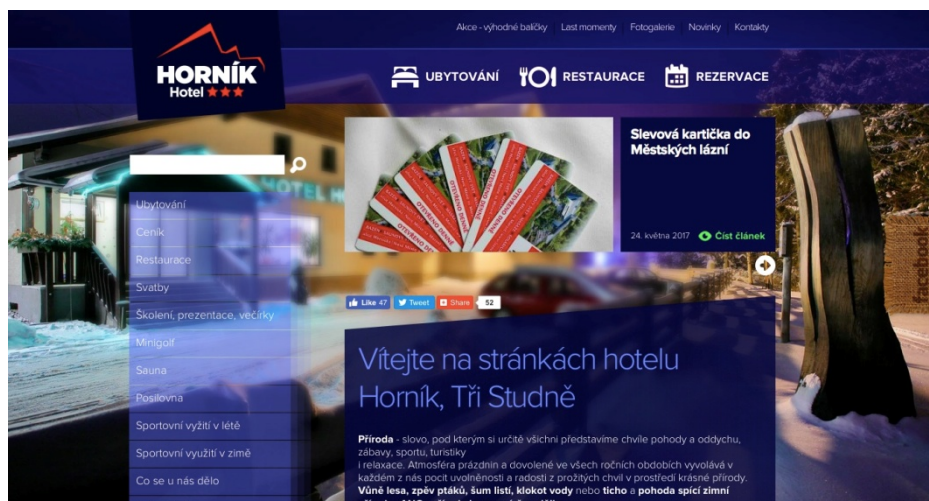 Akce - výhodné balíčky Last momenty Fotogalerie Novinky Kontakty
HORNÍK
Hotel
UBYTOVÁNÍ RESTAURACE REZERVACE
Slevová kartička do
Městských lázní
24. května 2017 Číst článek
OTEVŘENO DENNĚ
HOTEL H
Ubytování
Ceník
Restaurace
Svatby
Školení, prezentace, večírky
Minigolf
Sauna
Posilovna
Sportovní vyžití v létě
Sportovní využití v zimě
Co se u nás dělo
facebook
Like 47 Tweet Share 52
Vítejte na stránkách hotelu
Horník, Tři Studně
Příroda - slovo, pod kterým si určitě všichni představíme chvíle pohody a oddychu,
zábavy, sportu, turistiky
i relaxace. Atmosféra prázdnin a dovolené ve všech ročních obdobích vyvolává v
každém z nás pocit uvolněnosti a radosti z prožitých chvil v prostředí krásné přírody.
Vůně lesa, zpěv ptáků, šum listí, klokot vody nebo ticho a pohoda spící zimní